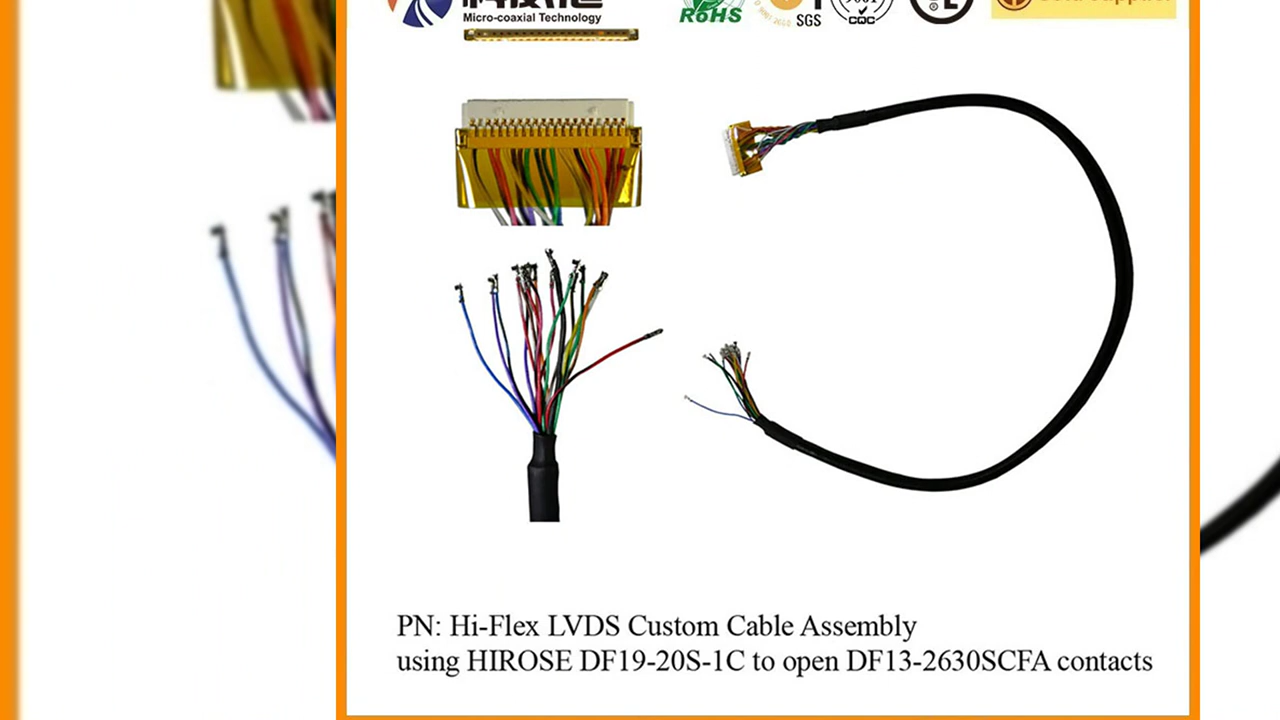 Micro-coaxial Technology
RoHS
SGS
CQC
PN: Hi-Flex LVDS Custom Cable Assembly
using HIROSE DF19-20S-1C to open DF13-2630SCFA contacts